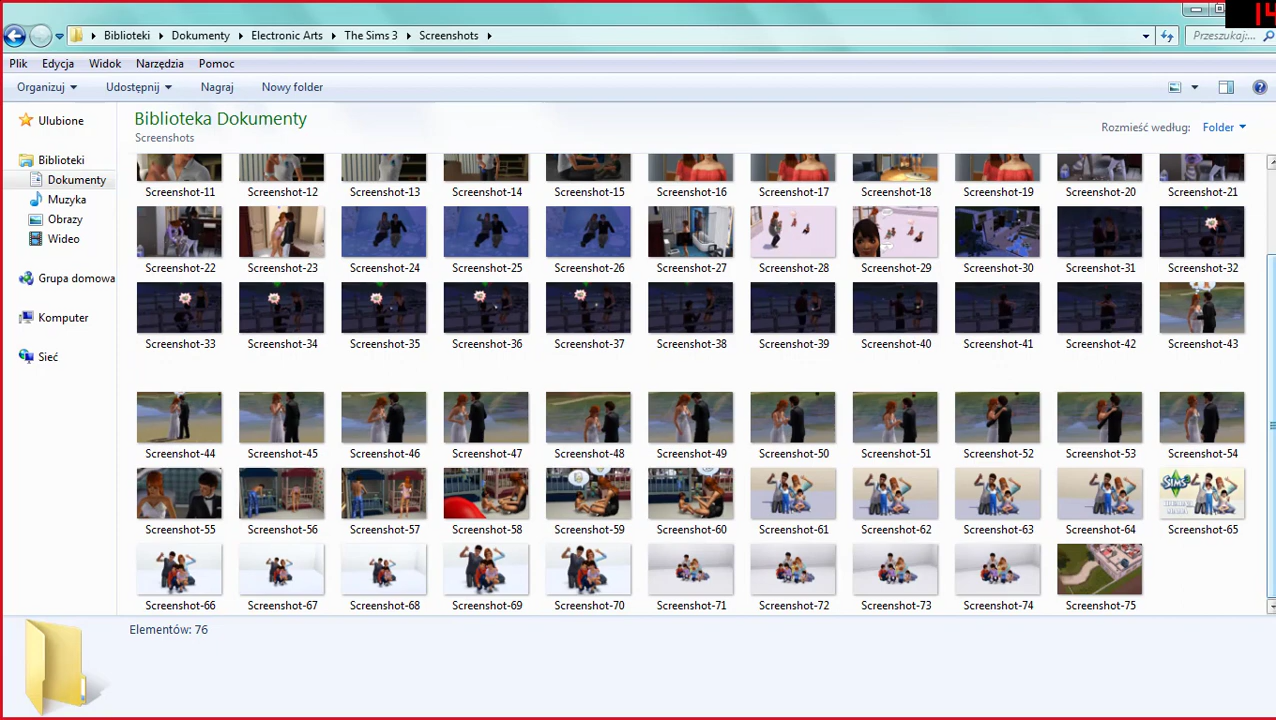 14
Biblioteki Dokumenty Electronic Arts The Sims 3 Screenshots
Przeszukaj:...
Plik Edycja Widok Narzędzia Pomoc
Organizuj Udostępnij Nagraj Nowy folder
Ulubione
Biblioteki
Dokumenty
Muzyka
Obrazy
Wideo
Grupa domowa
Komputer
Sieć
Biblioteka Dokumenty
Screenshots
Rozmieść według: Folder
Screenshot-11 Screenshot-12 Screenshot-13 Screenshot-14 Screenshot-15 Screenshot-16 Screenshot-17 Screenshot-18 Screenshot-19 Screenshot-20 Screenshot-21
Screenshot-22 Screenshot-23 Screenshot-24 Screenshot-25 Screenshot-26 Screenshot-27 Screenshot-28 Screenshot-29 Screenshot-30 Screenshot-31 Screenshot-32
Screenshot-33 Screenshot-34 Screenshot-35 Screenshot-36 Screenshot-37 Screenshot-38 Screenshot-39 Screenshot-40 Screenshot-41 Screenshot-42 Screenshot-43
Screenshot-44 Screenshot-45 Screenshot-46 Screenshot-47 Screenshot-48 Screenshot-49 Screenshot-50 Screenshot-51 Screenshot-52 Screenshot-53 Screenshot-54
SIMS
Screenshot-55 Screenshot-56 Screenshot-57 Screenshot-58 Screenshot-59 Screenshot-60 Screenshot-61 Screenshot-62 Screenshot-63 Screenshot-64 Screenshot-65
Screenshot-66 Screenshot-67 Screenshot-68 Screenshot-69 Screenshot-70 Screenshot-71 Screenshot-72 Screenshot-73 Screenshot-74 Screenshot-75
Elementów: 76